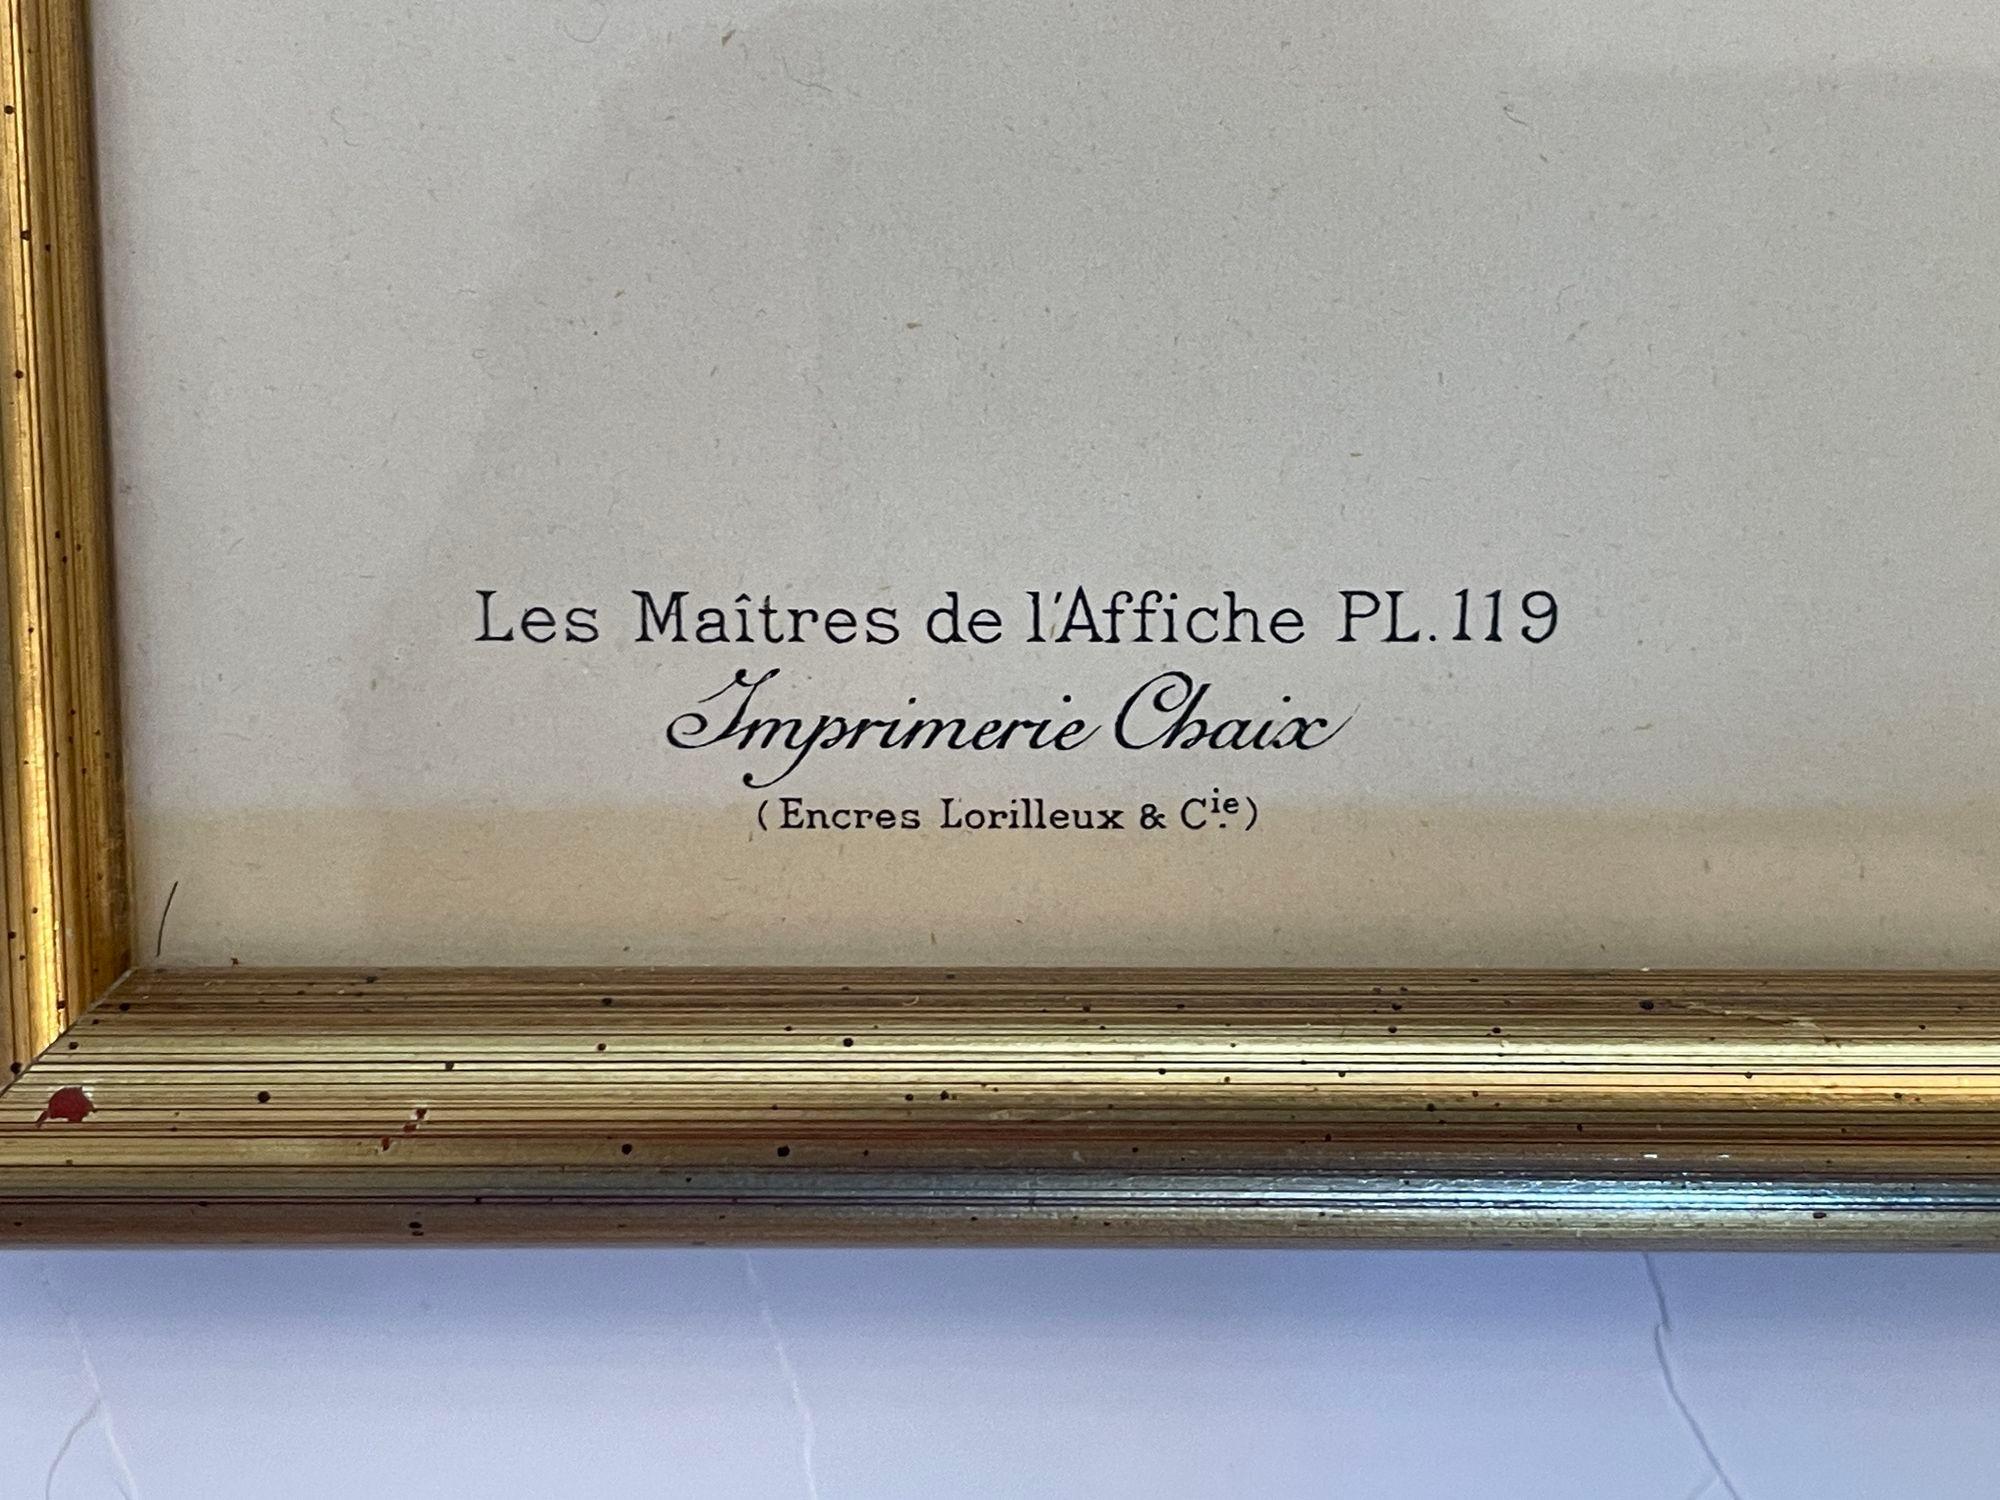 Les Maîtres de l'Affiche PL.119
Imprimerie Chaix
(Encres Lorilleux & Cie.)